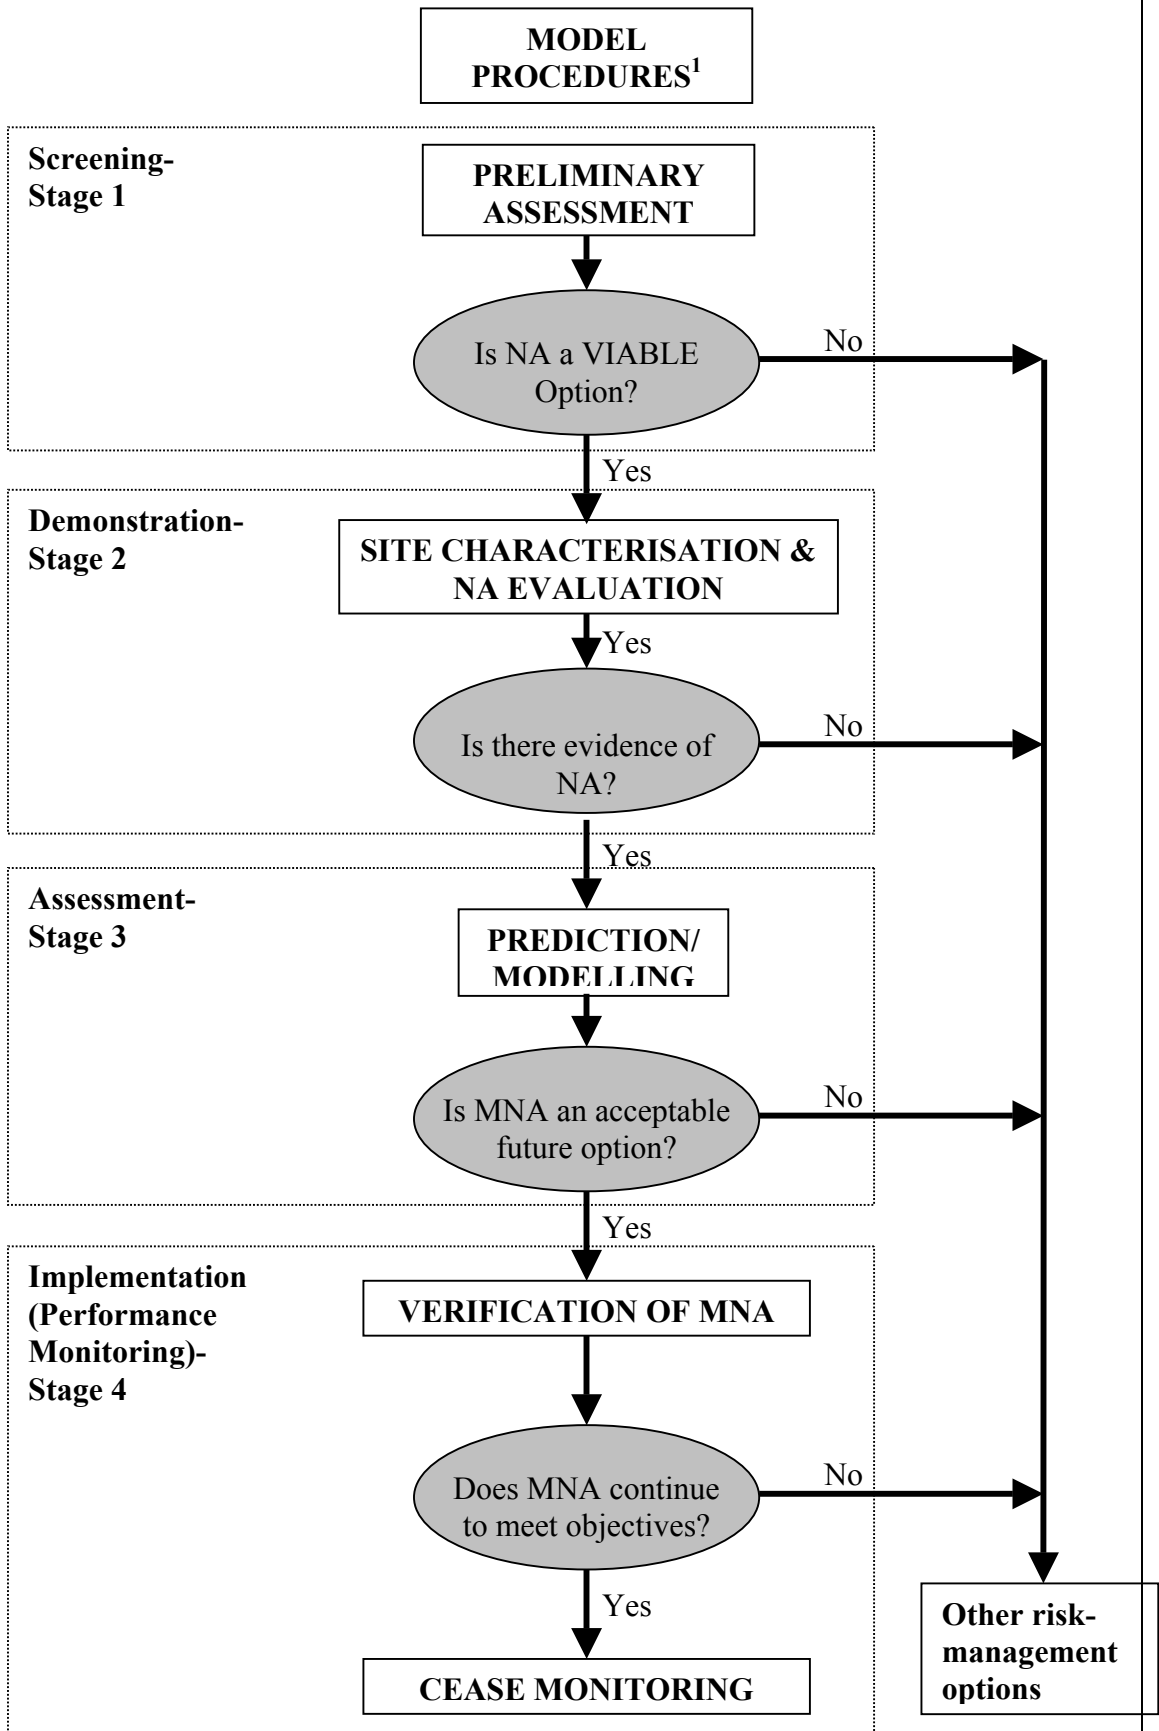 MODEL
PROCEDURES¹
Screening-
Stage 1
PRELIMINARY
ASSESSMENT
Is NA a VIABLE
Option?
No
Yes
Demonstration-
Stage 2
SITE CHARACTERISATION &
NA EVALUATION
Yes
Is there evidence of
NA?
No
Yes
Assessment-
Stage 3
PREDICTION/
MODELLING
Is MNA an acceptable
future option?
No
Yes
Implementation
(Performance
Monitoring)-
Stage 4
VERIFICATION OF MNA
Does MNA continue
to meet objectives?
No
Yes
CEASE MONITORING
Other risk-
management
options